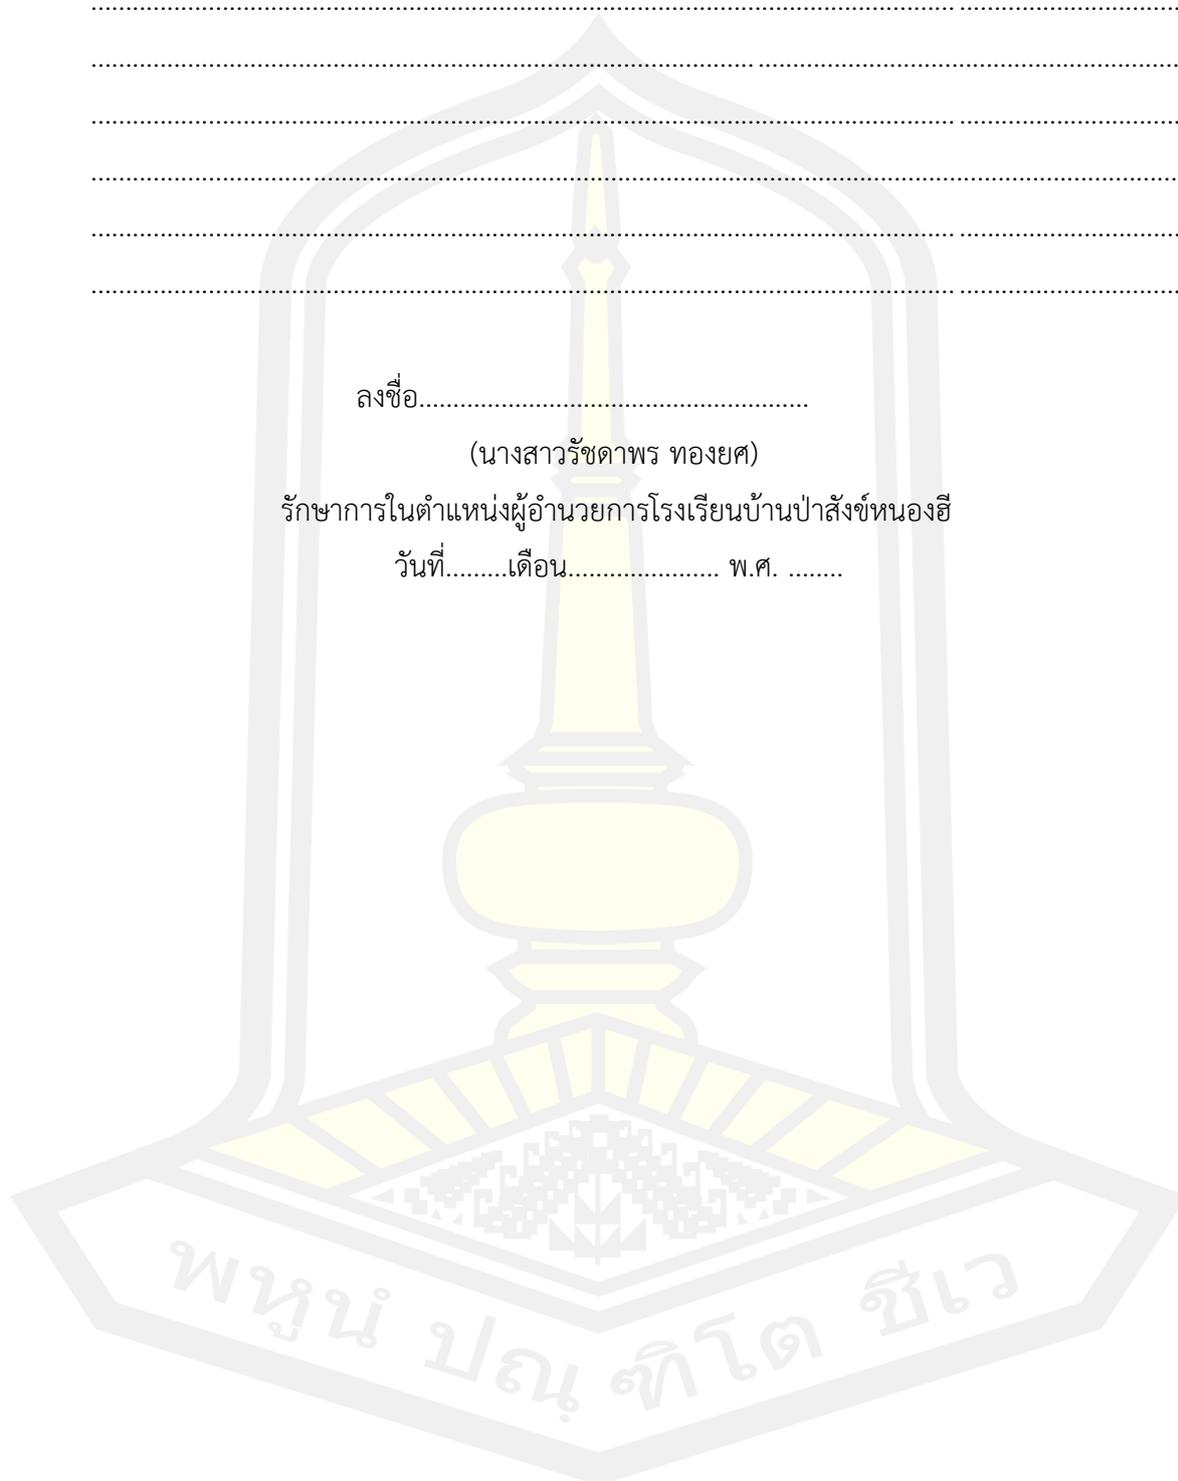 ลงชื่อ........................................................
(นางสาวรัชดาพร ทองยศ)
รักษาการในตำแหน่งผู้อำนวยการโรงเรียนบ้านป่าสังข์หนองฮี
วันที่.........เดือน...................... พ.ศ. ........
พหูนํ ปณฺ ฑิโต ชีเว